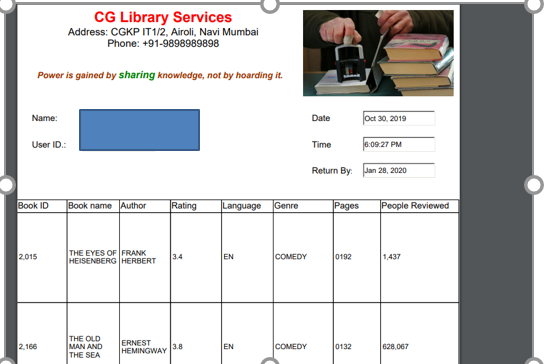 CG Library Services
Address: CGKP IT1/2, Airoli, Navi Mumbai
Phone: +91-9898989898
Power is gained by sharing knowledge, not by hoarding it.
Name:
User ID.:
Date Oct 30, 2019
Time 6:09:27 PM
Return By: Jan 28, 2020
Book ID Book name Author Rating Language Genre Pages People Reviewed
2,015 THE EYES OF HEISENBERG FRANK HERBERT 3.4 EN COMEDY 0192 1,437
2,166 THE OLD MAN AND THE SEA ERNEST HEMINGWAY 3.8 EN COMEDY 0132 628,067